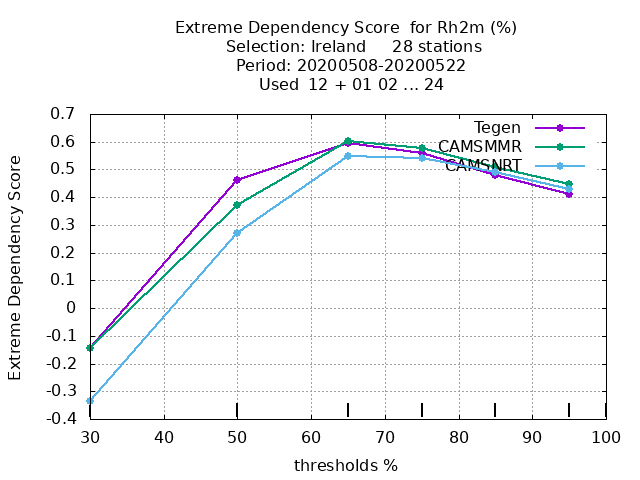 Extreme Dependency Score  for Rh2m (%)
Selection: Ireland     28 stations
Period: 20200508-20200522
Used  12 + 01 02 ... 24
Extreme Dependency Score
0.7
0.6
0.5
0.4
0.3
0.2
0.1
0
-0.1
-0.2
-0.3
-0.4
Tegen
CAMSMMR
CAMSNRT
30 40 50 60 70 80 90 100
thresholds %